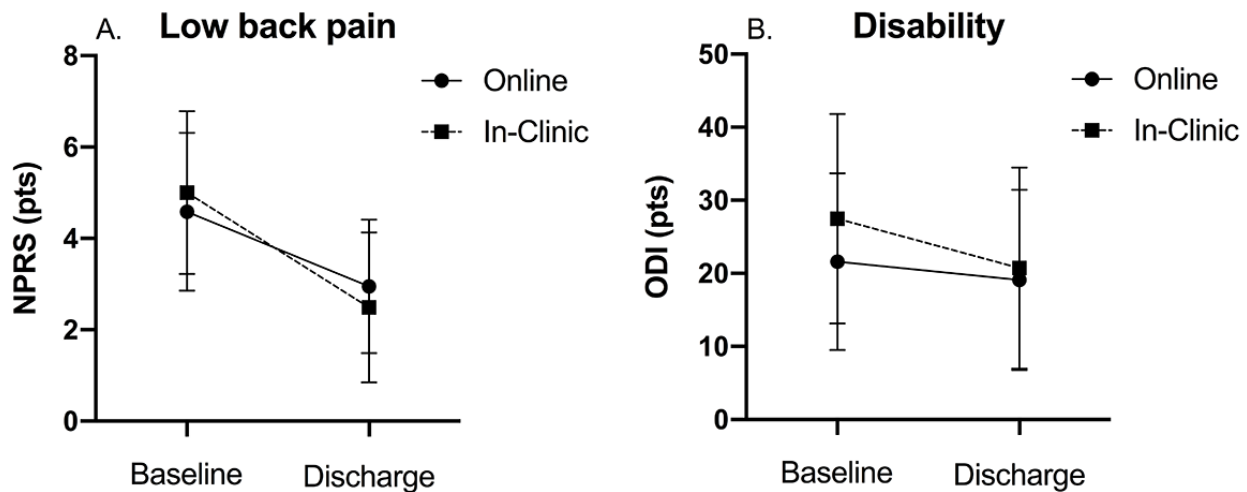 A. Low back pain
NPRS (pts)
8
6
4
2
0
Baseline Discharge
Online
In-Clinic
B. Disability
ODI (pts)
50
40
30
20
10
0
Baseline Discharge
Online
In-Clinic